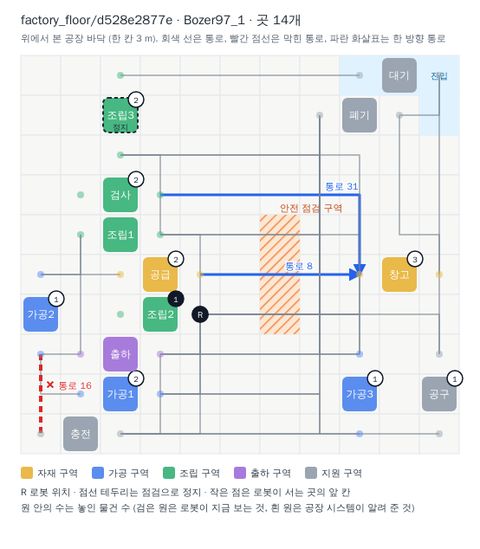 factory_floor/d528e2877e · Bozer97_1 · 곳 14개
위에서 본 공장 바닥 (한 칸 3 m). 회색 선은 통로, 빨간 점선은 막힌 통로, 파란 화살표는 한 방향 통로
대기
전립
2
조립3
정지
폐기
2
검사
통로 31
안전 점검 구역
조립1
2
공급
통로 8
3
창고
1
가공2
1
조립2
R
출하
통로 16
2
가공1
1
가공3
1
공구
충전
자재 구역
가공 구역
조립 구역
출하 구역
지원 구역
R 로봇 위치 · 점선 테두리는 점검으로 정지 · 작은 점은 로봇이 서는 곳의 앞 칸
원 안의 수는 놓인 물건 수 (검은 원은 로봇이 지금 보는 것, 흰 원은 공장 시스템이 알려 준 것)